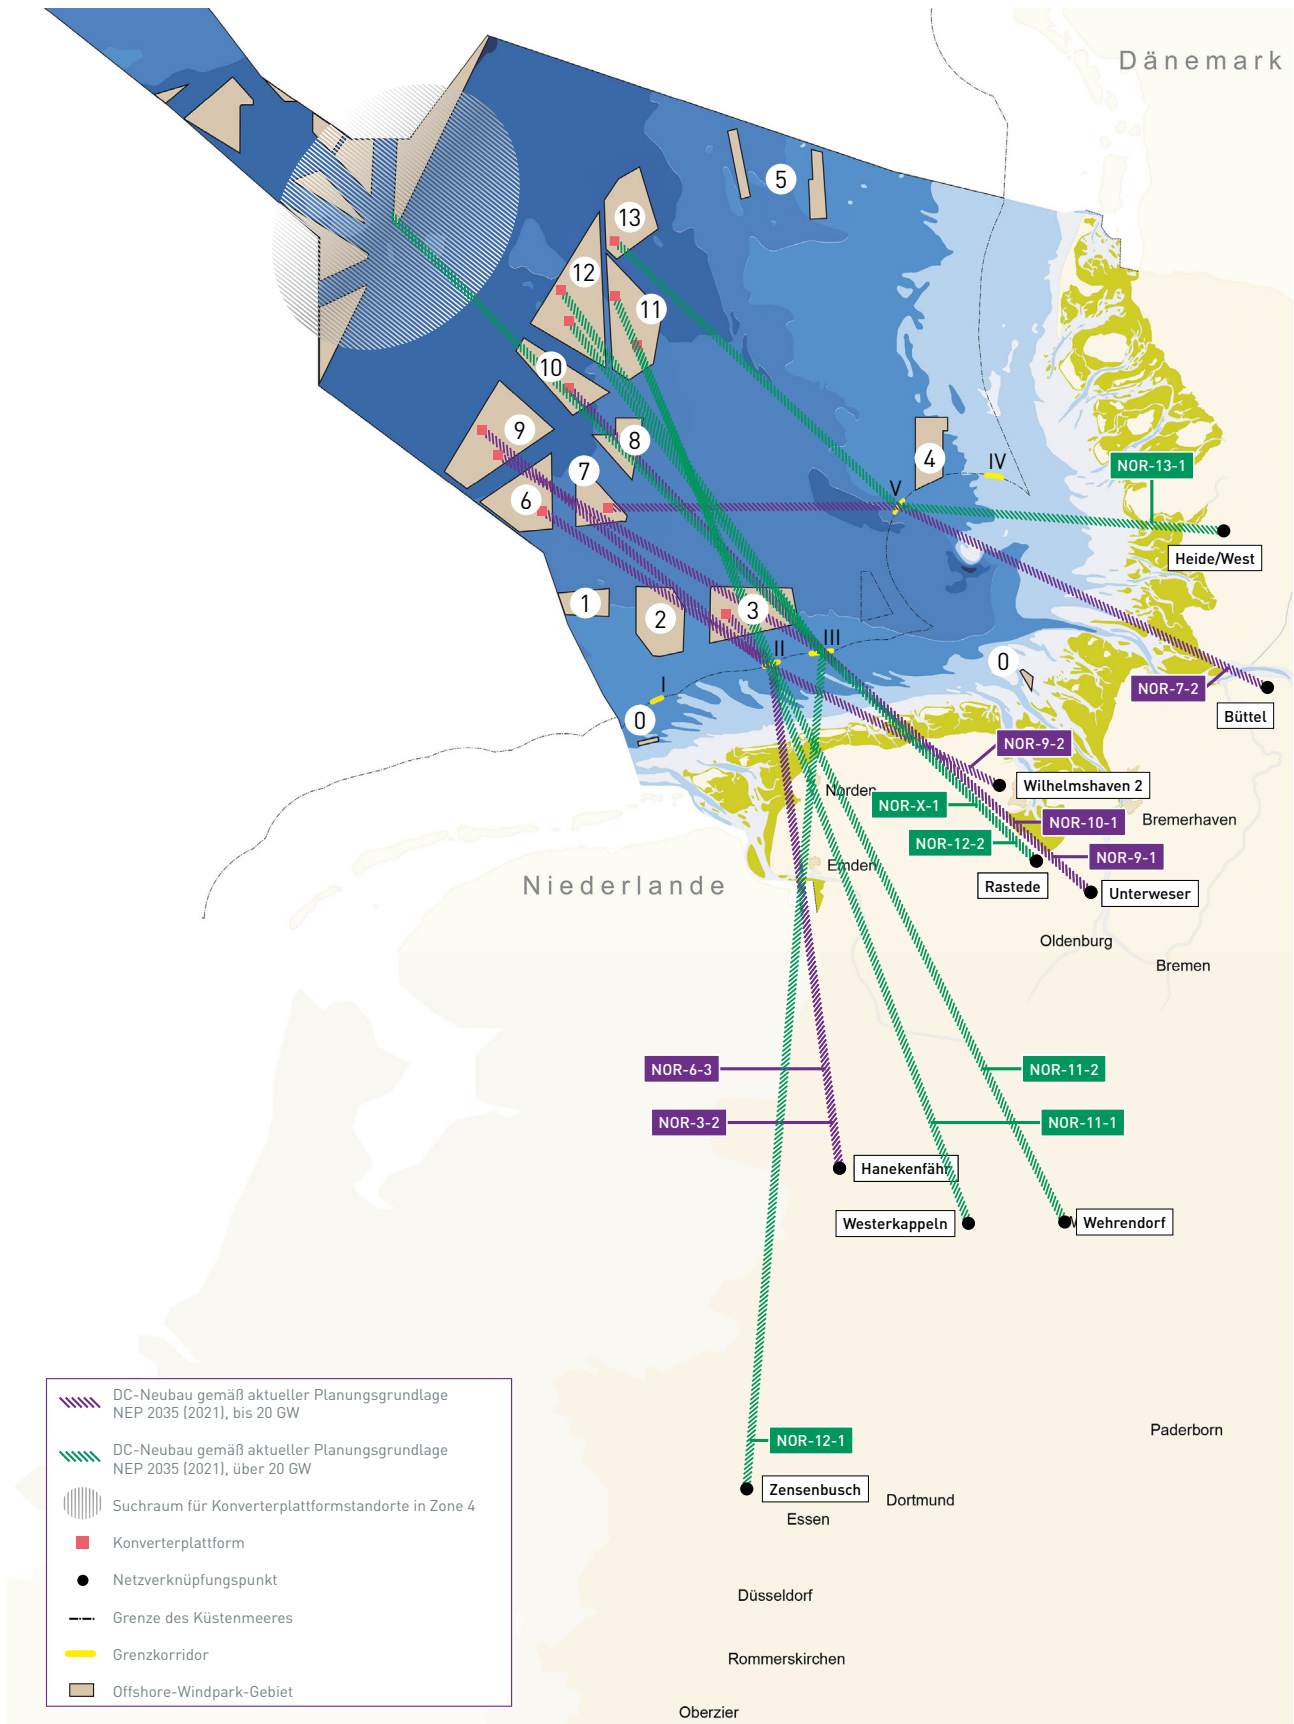 Dänemark
5
13
12
11
10
9
8
7
6
4
IV
V
NOR-13-1
Heide/West
1
2
3
III
II
I
0
0
NOR-7-2
Büttel
NOR-9-2
Wilhelmshaven 2
Norden
NOR-X-1
NOR-10-1
Bremerhaven
NOR-12-2
NOR-9-1
Emden
Niederlande
Rastede
Unterweser
Oldenburg
Bremen
NOR-6-3
NOR-11-2
NOR-3-2
NOR-11-1
Hanekenfähr
Westerkappeln
Wehrendorf
DC-Neubau gemäß aktueller Planungsgrundlage
NEP 2035 (2021), bis 20 GW
DC-Neubau gemäß aktueller Planungsgrundlage
NEP 2035 (2021), über 20 GW
Suchraum für Konverterplattformstandorte in Zone 4
Konverterplattform
Netzverknüpfungspunkt
Grenze des Küstenmeeres
Grenzkorridor
Offshore-Windpark-Gebiet
Paderborn
NOR-12-1
Zensenbusch
Dortmund
Essen
Düsseldorf
Rommerskirchen
Oberzier